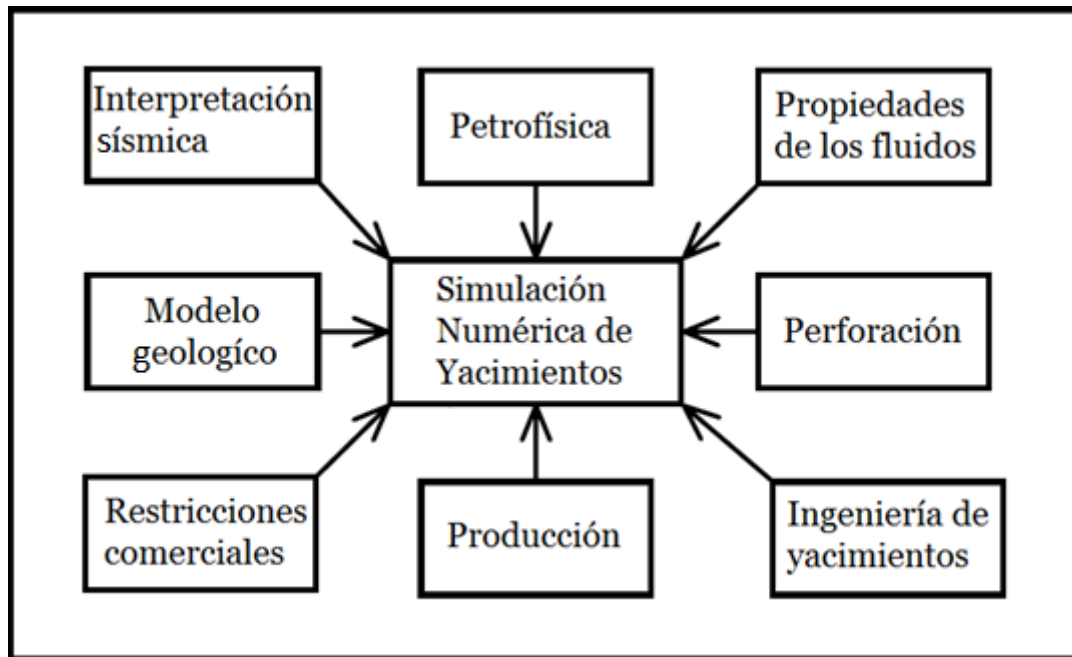 Interpretación
sísmica
Petrofísica
Propiedades
de los fluidos
Modelo
geologíco
Simulación
Numérica de
Yacimientos
Perforación
Restricciones
comerciales
Producción
Ingeniería de
yacimientos